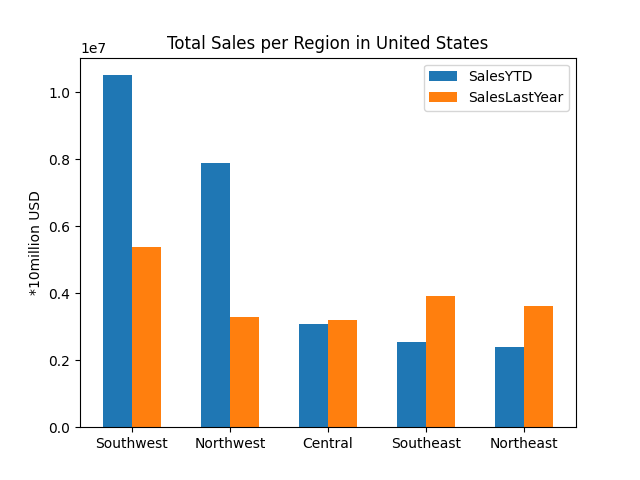 Total Sales per Region in United States
1e7
SalesYTD
SalesLastYear
*10million USD
1.0
0.8
0.6
0.4
0.2
0.0
Southwest Northwest Central Southeast Northeast